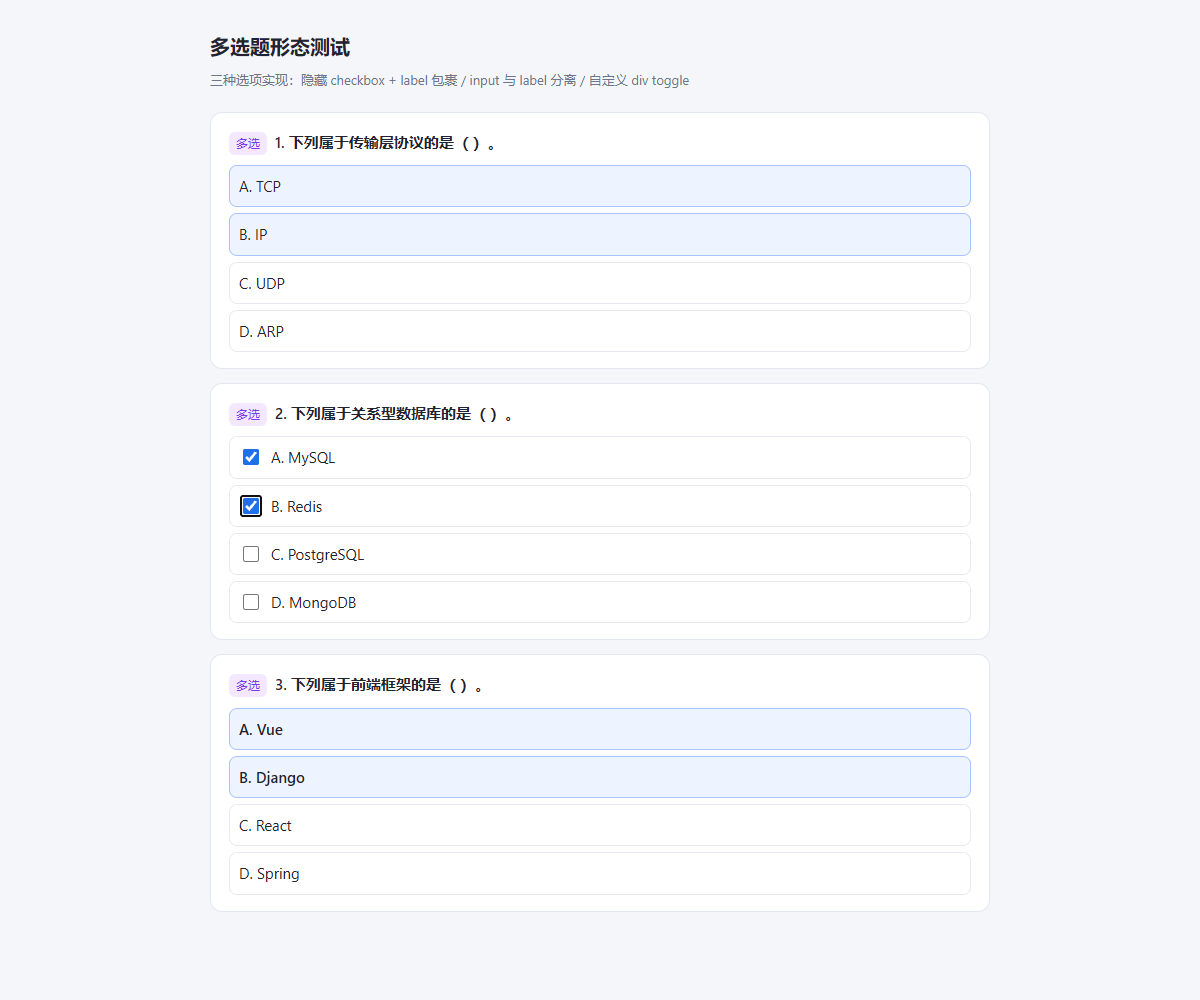 多选题形态测试
三种选项实现：隐藏 checkbox + label 包裹 / input 与 label 分离 / 自定义 div toggle
多选 1. 下列属于传输层协议的是（ ）。
A. TCP
B. IP
C. UDP
D. ARP
多选 2. 下列属于关系型数据库的是（ ）。
A. MySQL
B. Redis
C. PostgreSQL
D. MongoDB
多选 3. 下列属于前端框架的是（ ）。
A. Vue
B. Django
C. React
D. Spring